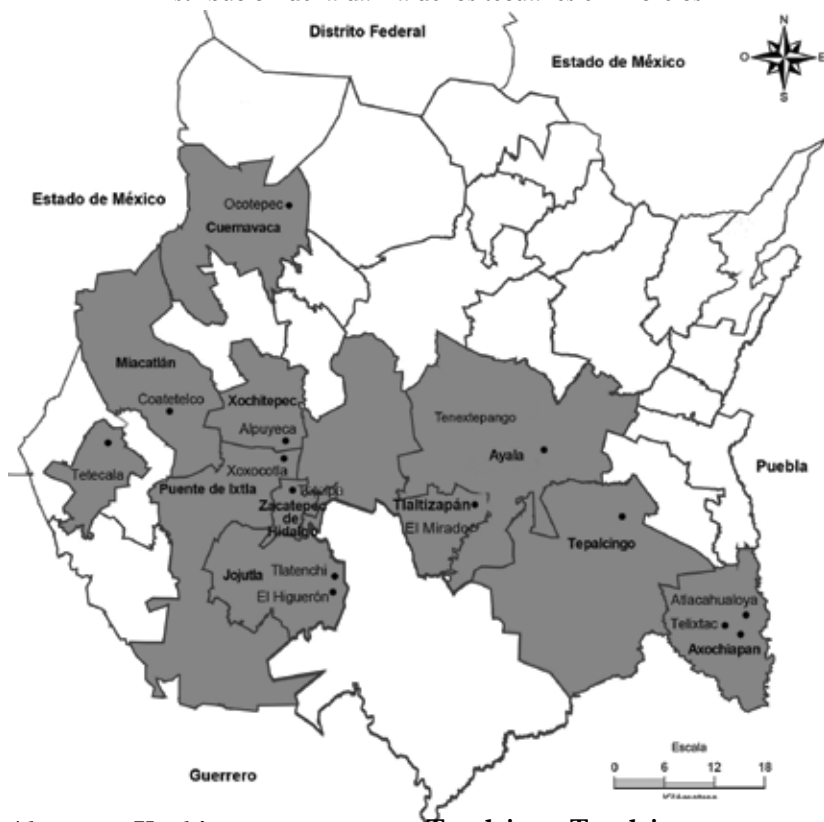 Distrito Federal
Estado de México
N
O
E
S
Estado de México
Ocotepec
Cuernavaca
Miacatlán
Coatetelco
Xochitepec
Alpuyeca
Tenextepango
Ayala
Puebla
Tetecala
Xoxocotla
Puente de Ixtla
Zacatepec
de
Hidalgo
Tlaltizapán
El Mirador
Tepalcingo
Jojutla
Tlatenchi
El Higuerón
Atlacahualoya
Telixtac
Axochiapan
Escala
0 6 12 18
Guerrero